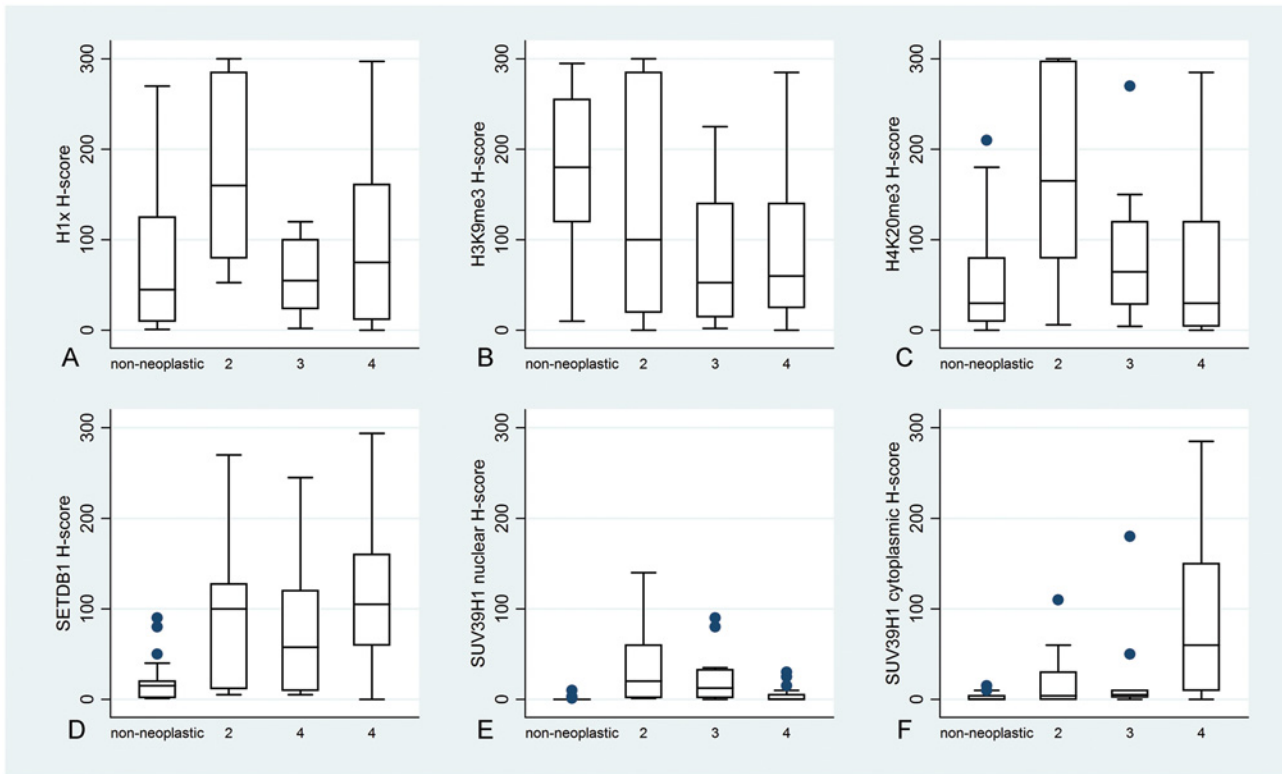 H1x H-score
300
200
100
0
A
non-neoplastic 2 3 4
H3K9me3 H-score
300
200
100
0
B
non-neoplastic 2 3 4
H4K20me3 H-score
300
200
100
0
C
non-neoplastic 2 3 4
SETDB1 H-score
300
200
100
0
D
non-neoplastic 2 4 4
SUV39H1 nuclear H-score
300
200
100
0
E
non-neoplastic 2 3 4
SUV39H1 cytoplasmic H-score
300
200
100
0
F
non-neoplastic 2 3 4